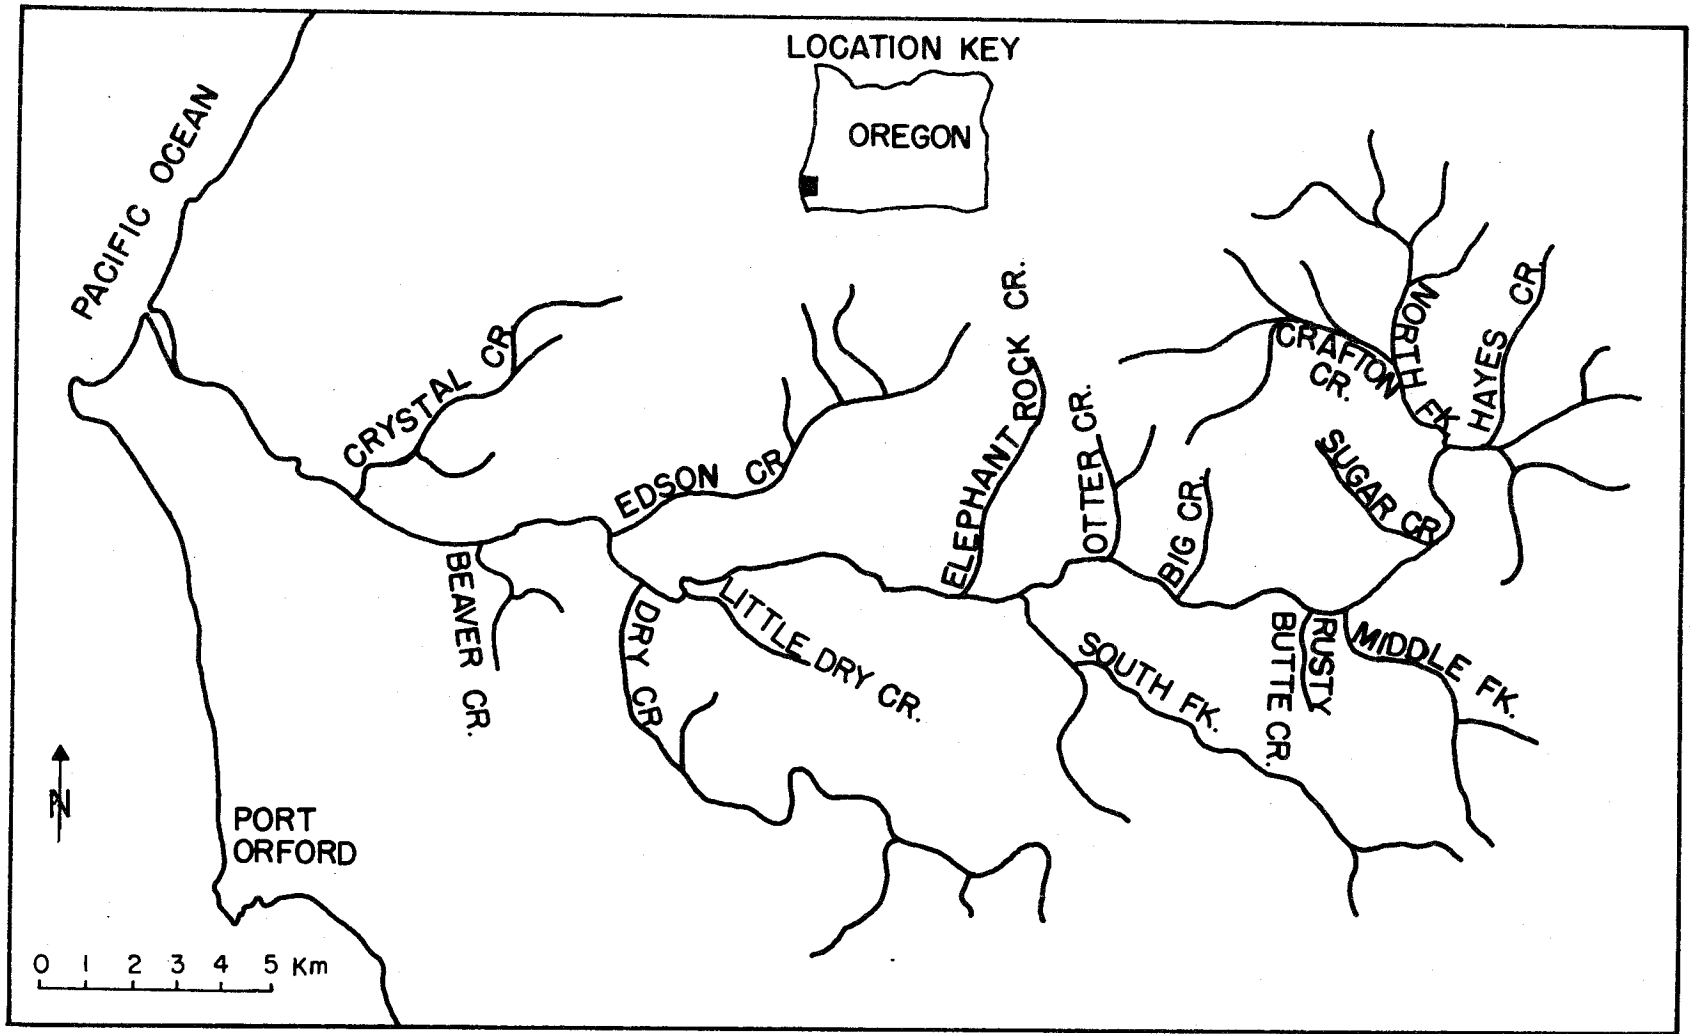 LOCATION KEY
OREGON
PACIFIC OCEAN
CRYSTAL CR.
EDSON CR.
ELEPHANT ROCK CR.
OTTER CR.
BIG CR.
CRAFTON
CR.
NORTH FK.
HAYES CR.
SUGAR CR.
BEAVER CR.
DRY CR.
LITTLE DRY CR.
SOUTH FK.
RUSTY
BUTTE CR.
MIDDLE FK.
N
PORT
ORFORD
0 1 2 3 4 5 Km